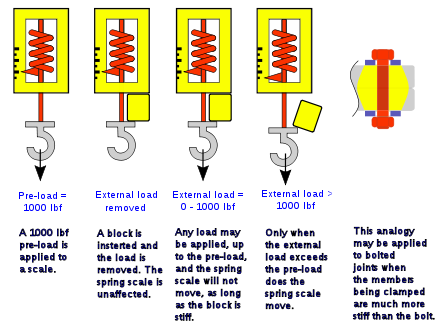 Pre-load =
1000 lbf
External load
removed
External load =
0 - 1000 lbf
External load >
1000 lbf
A 1000 lbf
pre-load is
applied to
a scale.
A block is
insterted and
the load is
removed. The
spring scale is
unaffected.
Any load may
be applied, up
to the pre-load,
and the spring
scale will not
move, as long
as the block is
stiff.
Only when
the external
load exceeds
the pre-load
does the
spring scale
move.
This analogy
may be applied
to bolted
joints when
the members
being clamped
are much more
stiff than the bolt.